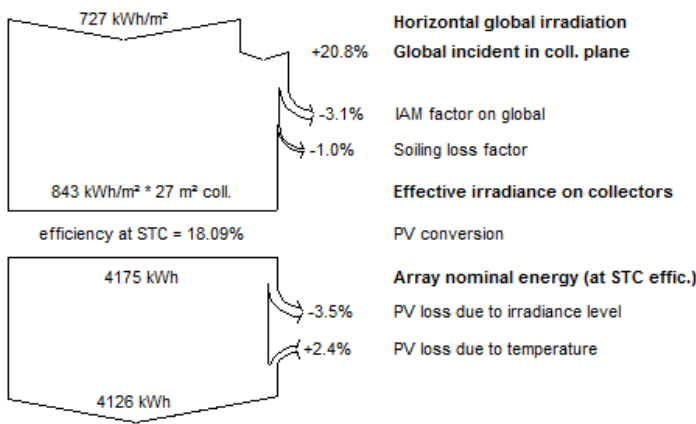 727 kWh/m² Horizontal global irradiation
+20.8% Global incident in coll. plane
-3.1% IAM factor on global
-1.0% Soiling loss factor
843 kWh/m² * 27 m² coll. Effective irradiance on collectors
efficiency at STC = 18.09% PV conversion
4175 kWh Array nominal energy (at STC effic.)
-3.5% PV loss due to irradiance level
+2.4% PV loss due to temperature
4126 kWh